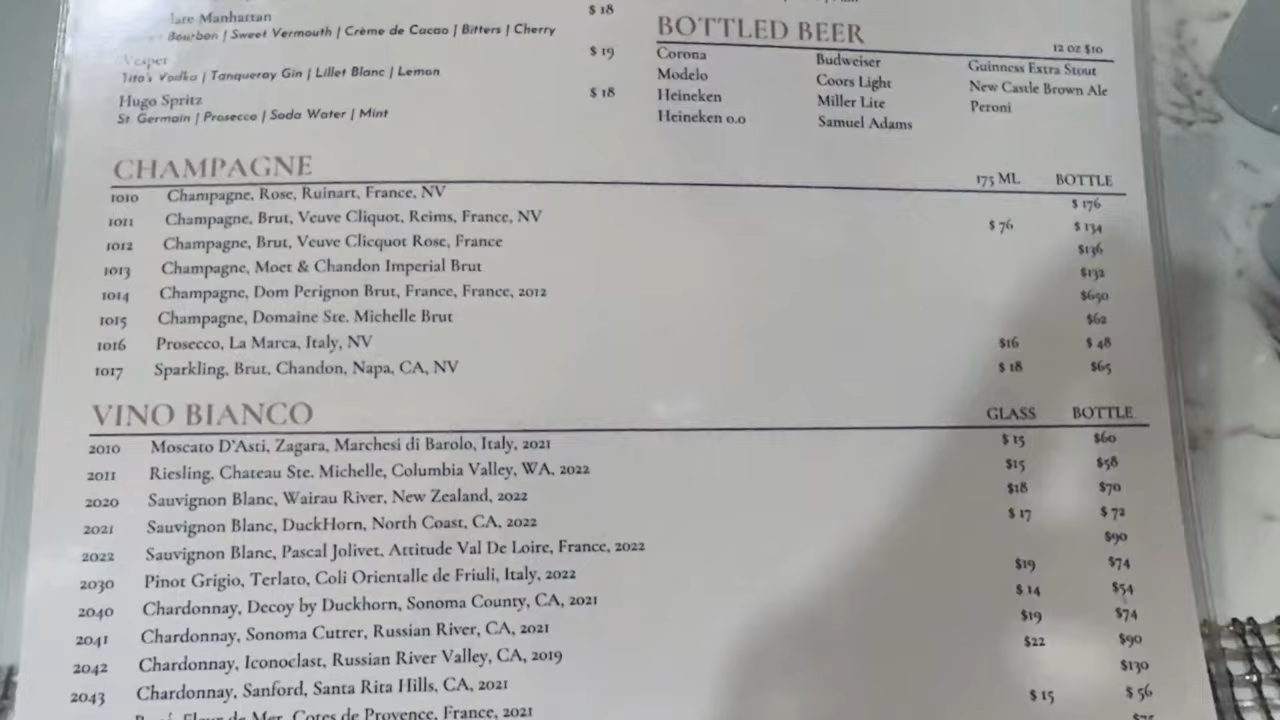 Manhattan $ 18
Bourbon | Sweet Vermouth | Crème de Cacao | Bitters | Cherry
Vesper $ 19
Tito's Vodka | Tanqueray Gin | Lillet Blanc | Lemon
Hugo Spritz $ 18
St. Germain | Prosecco | Soda Water | Mint
BOTTLED BEER 12 OZ $10
Corona Budweiser Guinness Extra Stout
Modelo Coors Light New Castle Brown Ale
Heineken Miller Lite Peroni
Heineken 0.0 Samuel Adams
CHAMPAGNE 175 ML BOTTLE
1010 Champagne, Rose, Ruinart, France, NV $ 176
1011 Champagne, Brut, Veuve Cliquot, Reims, France, NV $ 76 $ 134
1012 Champagne, Brut, Veuve Clicquot Rose, France $136
1013 Champagne, Moet & Chandon Imperial Brut $132
1014 Champagne, Dom Perignon Brut, France, France, 2012 $650
1015 Champagne, Domaine Ste. Michelle Brut $62
1016 Prosecco, La Marca, Italy, NV $16 $ 48
1017 Sparkling, Brut, Chandon, Napa, CA, NV $ 18 $65
VINO BIANCO GLASS BOTTLE
2010 Moscato D'Asti, Zagara, Marchesi di Barolo, Italy, 2021 $ 15 $60
2011 Riesling, Chateau Ste. Michelle, Columbia Valley, WA, 2022 $15 $58
2020 Sauvignon Blanc, Wairau River, New Zealand, 2022 $18 $70
2021 Sauvignon Blanc, DuckHorn, North Coast, CA, 2022 $ 17 $ 72
2022 Sauvignon Blanc, Pascal Jolivet, Attitude Val De Loire, France, 2022 $90
2030 Pinot Grigio, Terlato, Coli Orientalle de Friuli, Italy, 2022 $19 $74
2040 Chardonnay, Decoy by Duckhorn, Sonoma County, CA, 2021 $ 14 $54
2041 Chardonnay, Sonoma Cutrer, Russian River, CA, 2021 $19 $74
2042 Chardonnay, Iconoclast, Russian River Valley, CA, 2019 $22 $90
2043 Chardonnay, Sanford, Santa Rita Hills, CA, 2021 $130
Fleur de Mer, Cotes de Provence, France, 2021 $ 15 $ 56